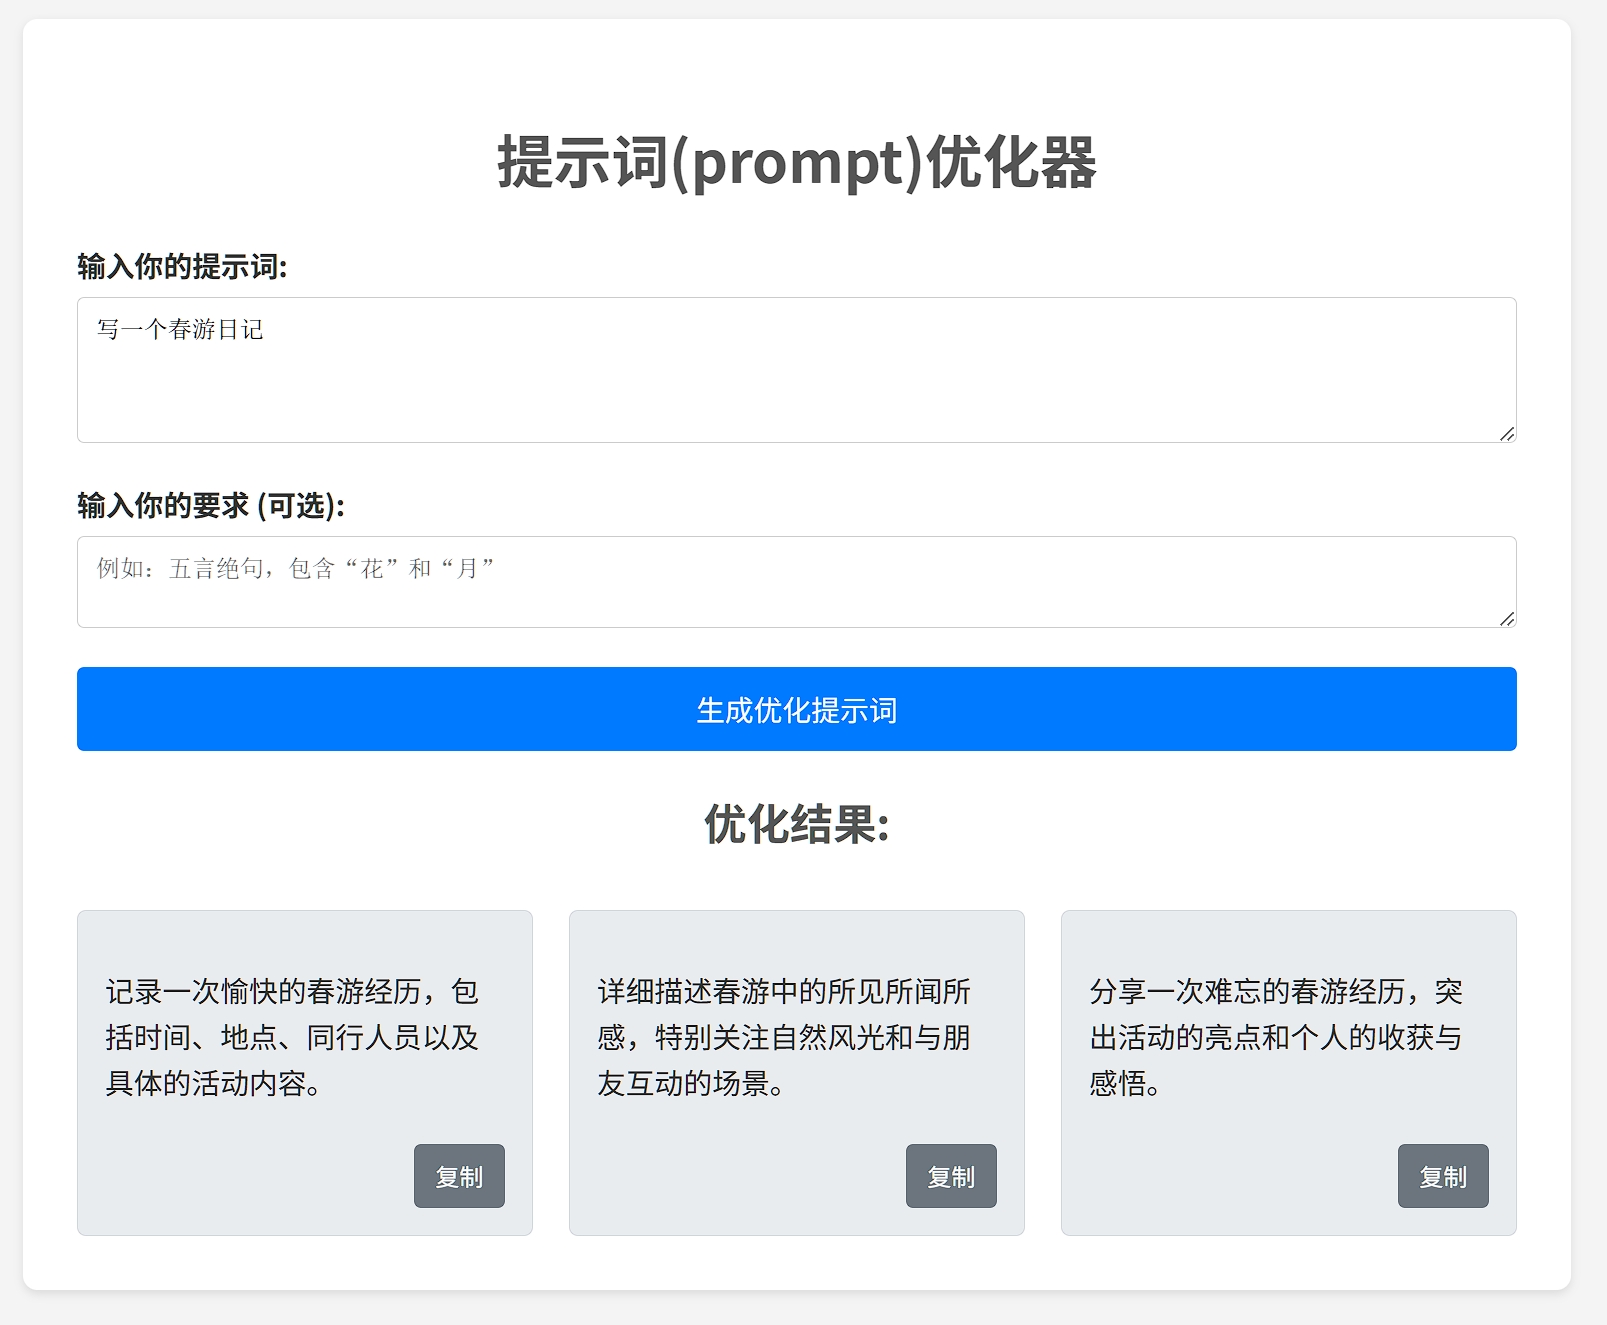 提示词(prompt)优化器
输入你的提示词:
写一个春游日记
输入你的要求 (可选):
例如：五言绝句，包含“花”和“月”
生成优化提示词
优化结果:
记录一次愉快的春游经历，包
括时间、地点、同行人员以及
具体的活动内容。
复制
详细描述春游中的所见所闻所
感，特别关注自然风光和与朋
友互动的场景。
复制
分享一次难忘的春游经历，突
出活动的亮点和个人的收获与
感悟。
复制